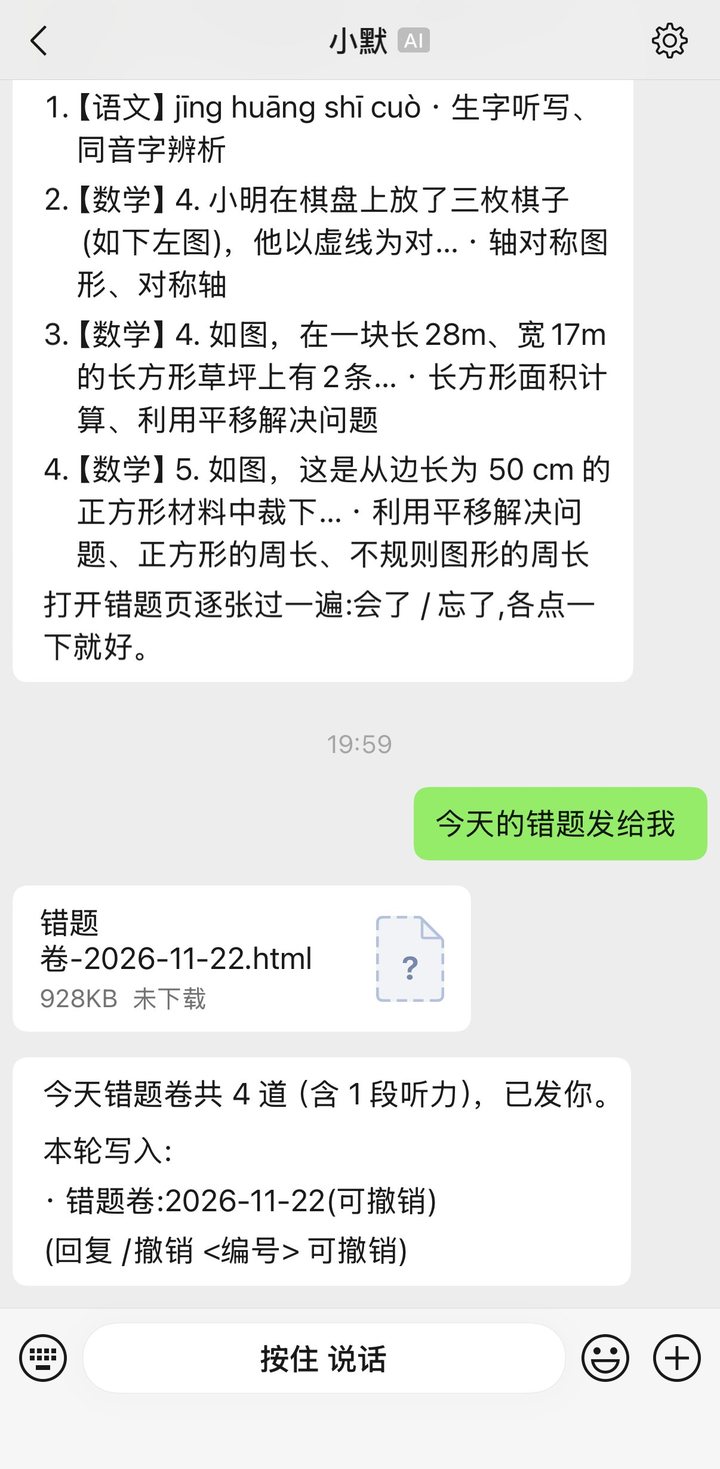 小默 AI
1.【语文】jīng huāng shī cuò · 生字听写、
同音字辨析
2.【数学】4. 小明在棋盘上放了三枚棋子
(如下左图)，他以虚线为对... · 轴对称图
形、对称轴
3.【数学】4. 如图，在一块长28m、宽17m
的长方形草坪上有2条... · 长方形面积计
算、利用平移解决问题
4.【数学】5. 如图，这是从边长为 50 cm 的
正方形材料中裁下... · 利用平移解决问
题、正方形的周长、不规则图形的周长
打开错题页逐张过一遍:会了 / 忘了,各点一
下就好。
19:59
今天的错题发给我
错题
卷-2026-11-22.html
928KB 未下载
?
今天错题卷共 4 道（含 1 段听力），已发你。
本轮写入:
· 错题卷:2026-11-22(可撤销)
(回复 /撤销 <编号> 可撤销)
按住 说话